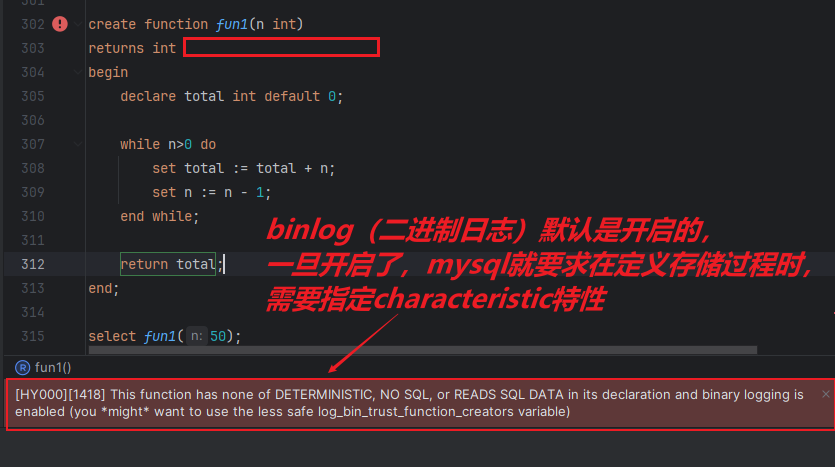 301
302 create function fun1(n int)
303 returns int
304 begin
305 declare total int default 0;
306
307 while n>0 do
308 set total := total + n;
309 set n := n - 1;
310 end while;
311
binlog（二进制日志）默认是开启的，
一旦开启了，mysql就要求在定义存储过程时，
需要指定characteristic特性
312 return total;
313 end;
314
315 select fun1( n: 50);
R fun1()
[HY000][1418] This function has none of DETERMINISTIC, NO SQL, or READS SQL DATA in its declaration and binary logging is
enabled (you *might* want to use the less safe log_bin_trust_function_creators variable)